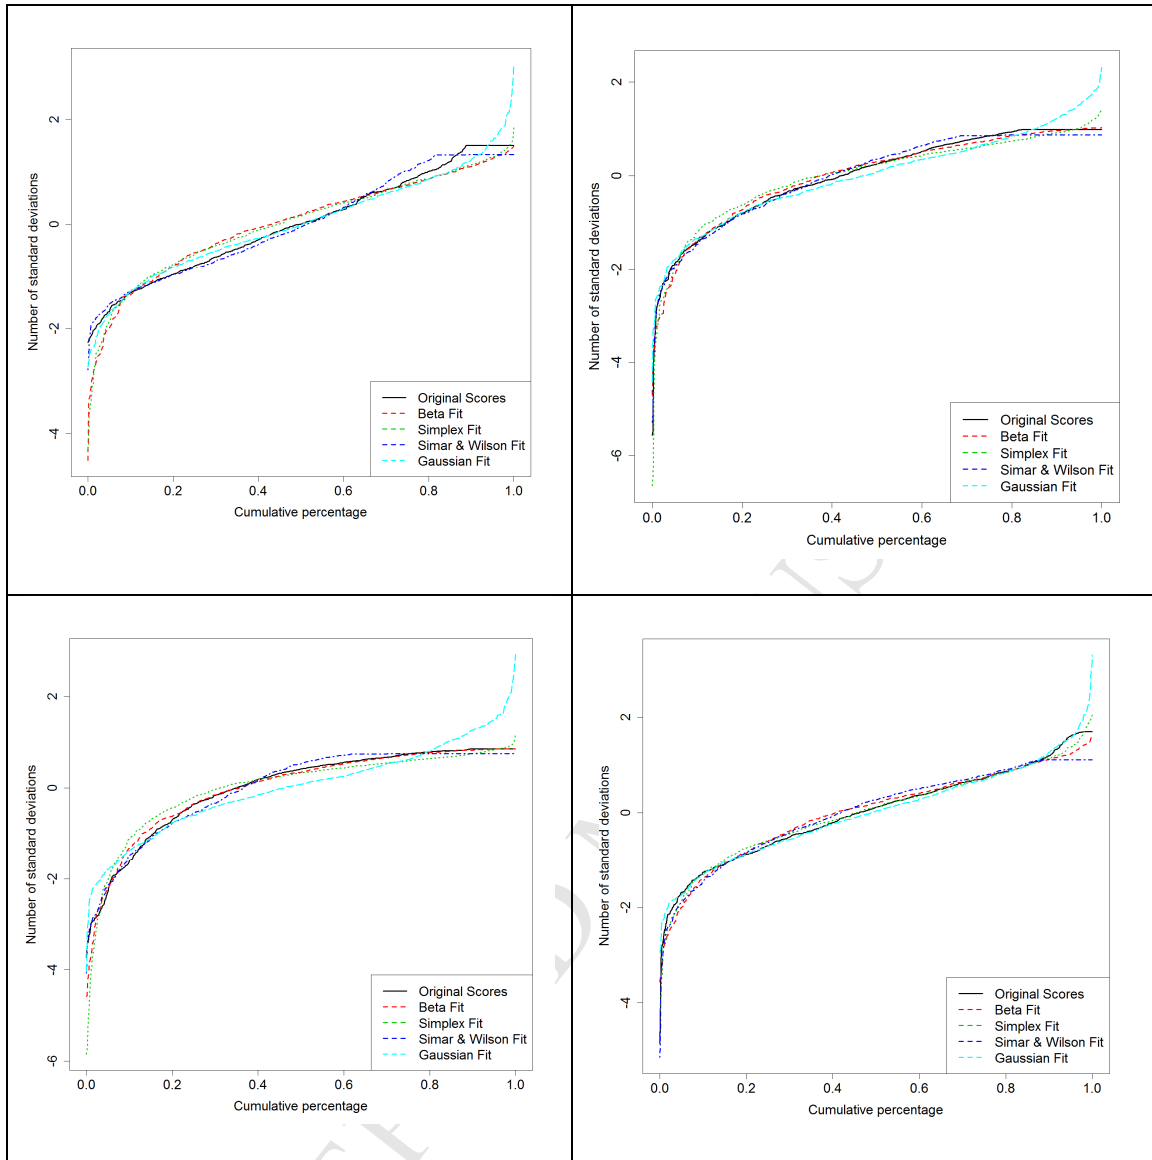 2
0
-2
-4
Number of standard deviations
Original Scores
Beta Fit
Simplex Fit
Simar & Wilson Fit
Gaussian Fit
0.0 0.2 0.4 0.6 0.8 1.0
Cumulative percentage
2
0
-2
-4
-6
Number of standard deviations
Original Scores
Beta Fit
Simplex Fit
Simar & Wilson Fit
Gaussian Fit
0.0 0.2 0.4 0.6 0.8 1.0
Cumulative percentage
2
0
-2
-4
-6
Number of standard deviations
Original Scores
Beta Fit
Simplex Fit
Simar & Wilson Fit
Gaussian Fit
0.0 0.2 0.4 0.6 0.8 1.0
Cumulative percentage
2
0
-2
-4
Number of standard deviations
Original Scores
Beta Fit
Simplex Fit
Simar & Wilson Fit
Gaussian Fit
0.0 0.2 0.4 0.6 0.8 1.0
Cumulative percentage